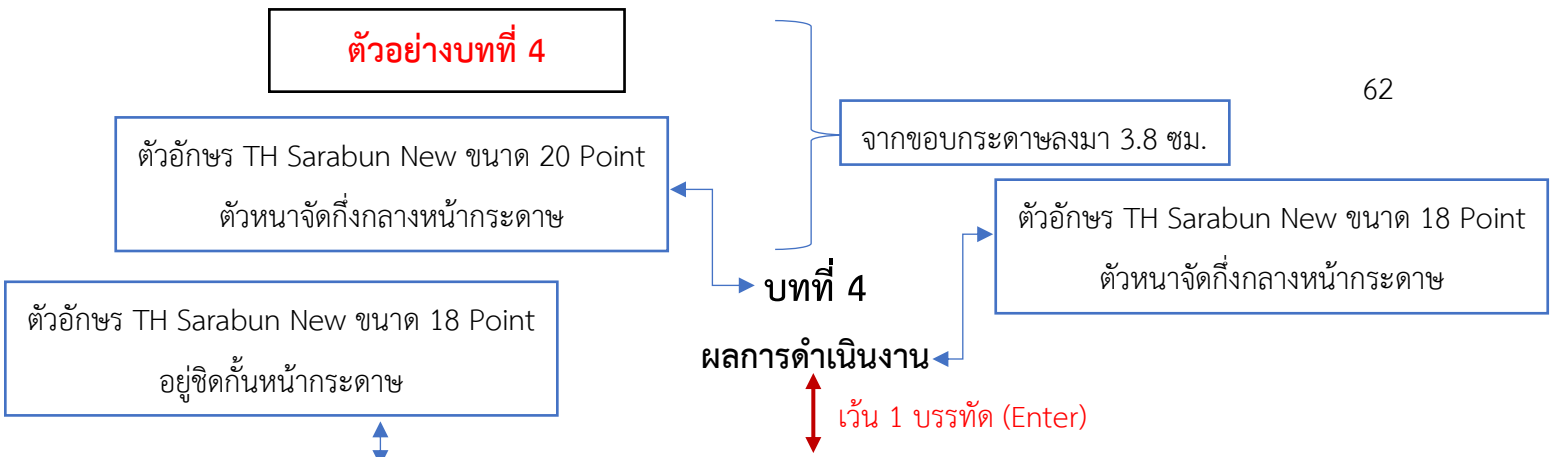 ตัวอย่างบทที่ 4
62
จากขอบกระดาษลงมา 3.8 ซม.
ตัวอักษร TH Sarabun New ขนาด 20 Point
ตัวหนาจัดกึ่งกลางหน้ากระดาษ
ตัวอักษร TH Sarabun New ขนาด 18 Point
ตัวหนาจัดกึ่งกลางหน้ากระดาษ
บทที่ 4
ตัวอักษร TH Sarabun New ขนาด 18 Point
อยู่ชิดกั้นหน้ากระดาษ
ผลการดำเนินงาน
เว้น 1 บรรทัด (Enter)